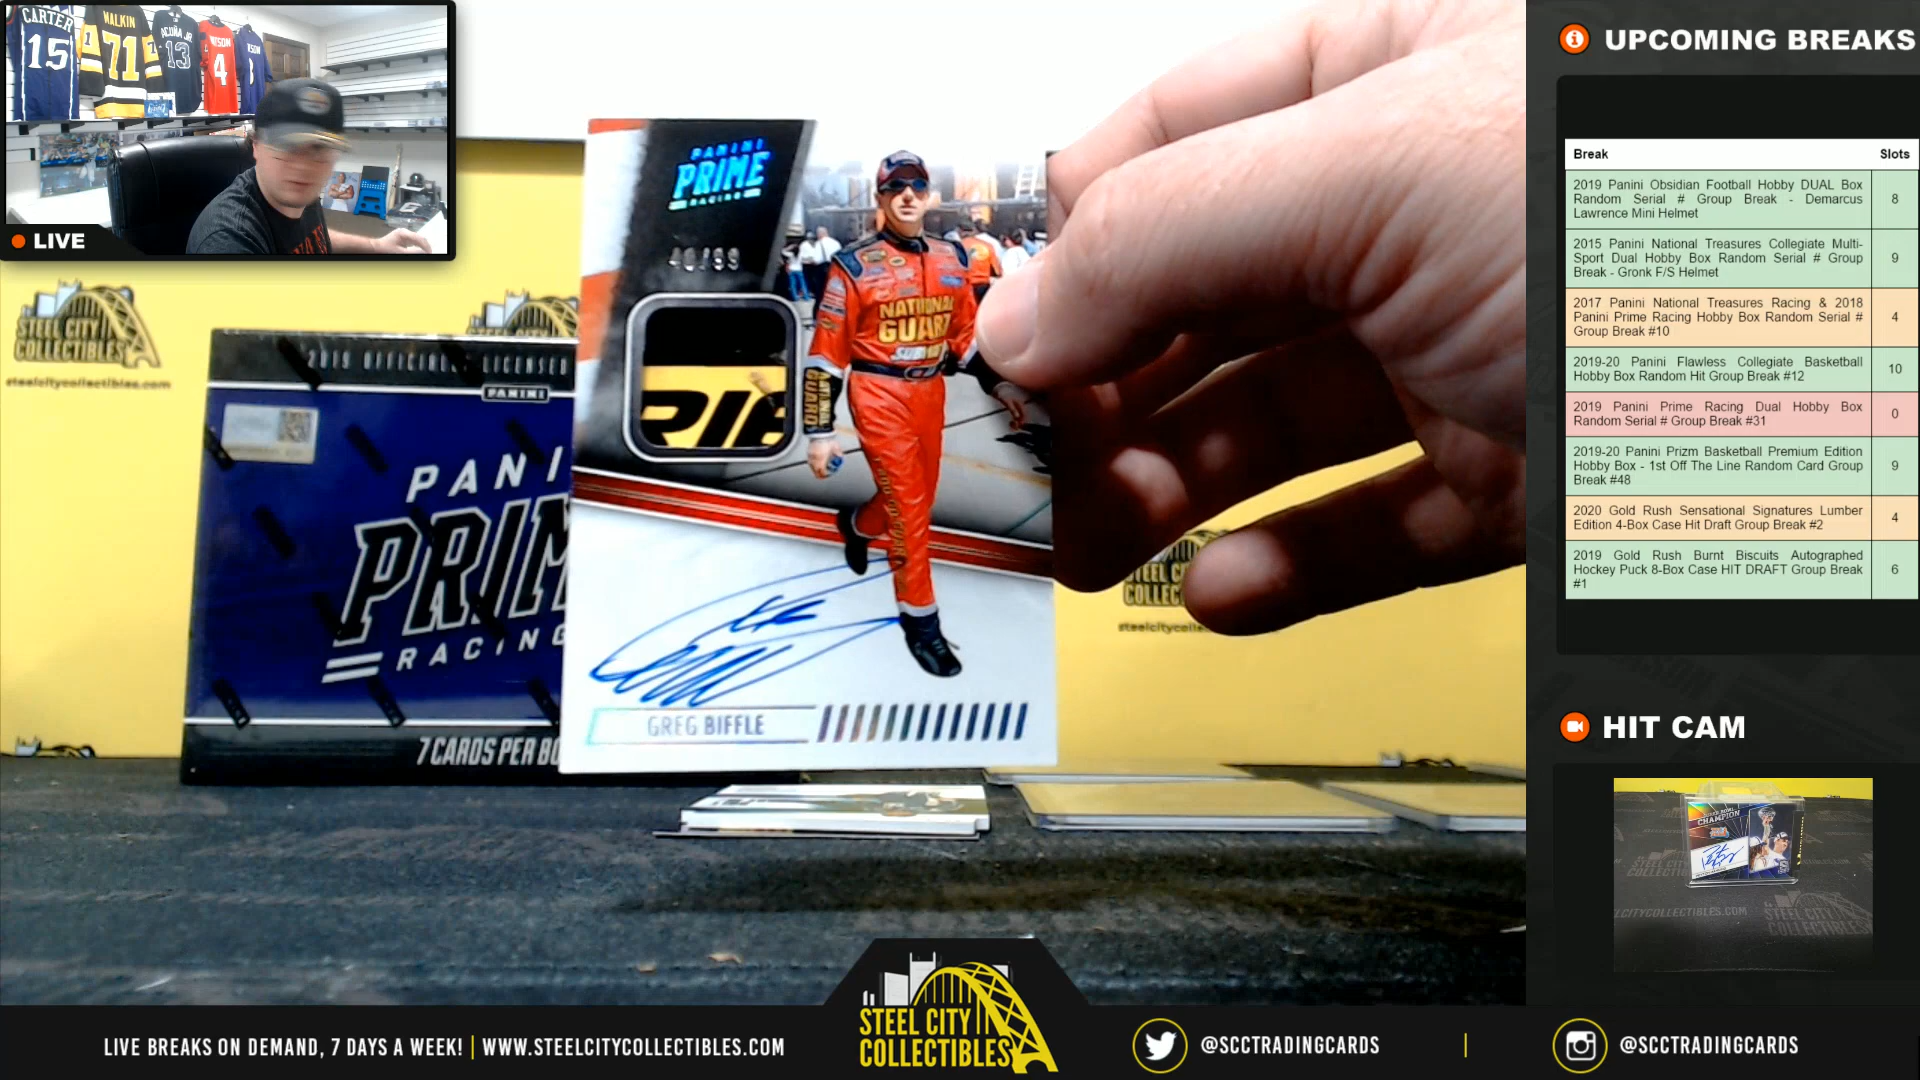 CARTER
15
MALKIN
71
ACUÑA JR.
13
4
LIVE
STEEL CITY
COLLECTIBLES
steelcitycollectibles.com
2019 OFFICIALLY LICENSED
PANINI
PANI
PRIM
RACING
7 CARDS PER BO
PANINI
PRIME
RACING
NATIONAL
GUARD
GREG BIFFLE
UPCOMING BREAKS
Break Slots
2019 Panini Obsidian Football Hobby DUAL Box
Random Serial # Group Break - Demarcus
Lawrence Mini Helmet
8
2015 Panini National Treasures Collegiate Multi-
Sport Dual Hobby Box Random Serial # Group
Break - Gronk F/S Helmet
9
2017 Panini National Treasures Racing & 2018
Panini Prime Racing Hobby Box Random Serial #
Group Break #10
4
2019-20 Panini Flawless Collegiate Basketball
Hobby Box Random Hit Group Break #12
10
2019 Panini Prime Racing Dual Hobby Box
Random Serial # Group Break #31
0
2019-20 Panini Prizm Basketball Premium Edition
Hobby Box - 1st Off The Line Random Card Group
Break #48
9
2020 Gold Rush Sensational Signatures Lumber
Edition 4-Box Case Hit Draft Group Break #2
4
2019 Gold Rush Burnt Biscuits Autographed
Hockey Puck 8-Box Case HIT DRAFT Group Break
#1
6
HIT CAM
CHAMPION
LIVE BREAKS ON DEMAND, 7 DAYS A WEEK! | WWW.STEELCITYCOLLECTIBLES.COM
STEEL CITY
COLLECTIBLES
@SCCTRADINGCARDS
@SCCTRADINGCARDS